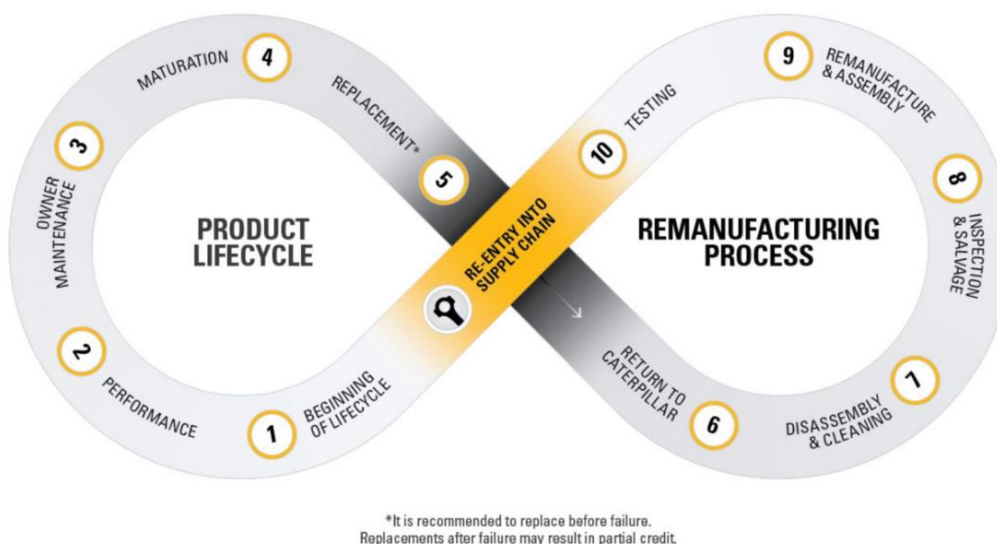 1
BEGINNING
OF LIFECYCLE
2
PERFORMANCE
3
OWNER
MAINTENANCE
4
MATURATION
5
REPLACEMENT*
PRODUCT
LIFECYCLE
6
RETURN TO
CATERPILLAR
7
DISASSEMBLY
& CLEANING
8
INSPECTION
& SALVAGE
9
REMANUFACTURE
& ASSEMBLY
10
TESTING
REMANUFACTURING
PROCESS
RE-ENTRY INTO
SUPPLY CHAIN
*It is recommended to replace before failure.
Replacements after failure may result in partial credit.